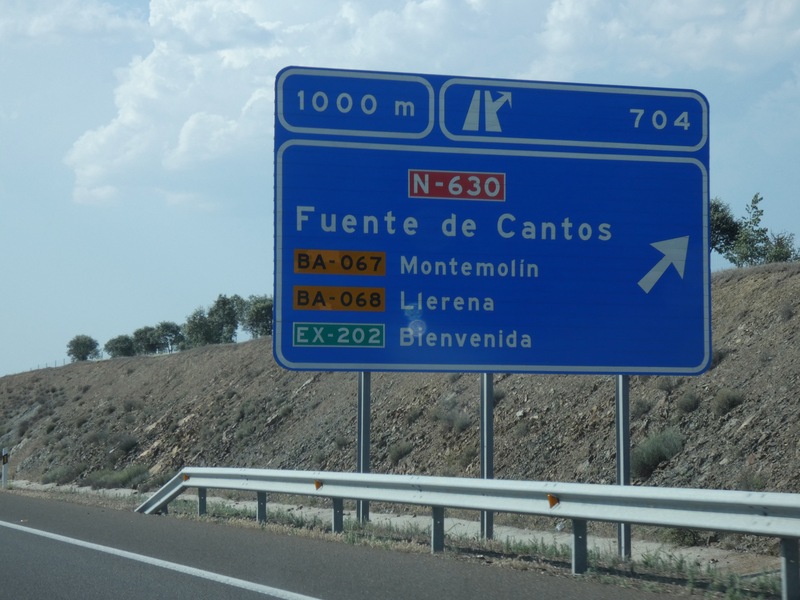 1000 m 704
N-630
Fuente de Cantos
BA-067 Montemolín
BA-068 Llerena
EX-202 Bienvenida